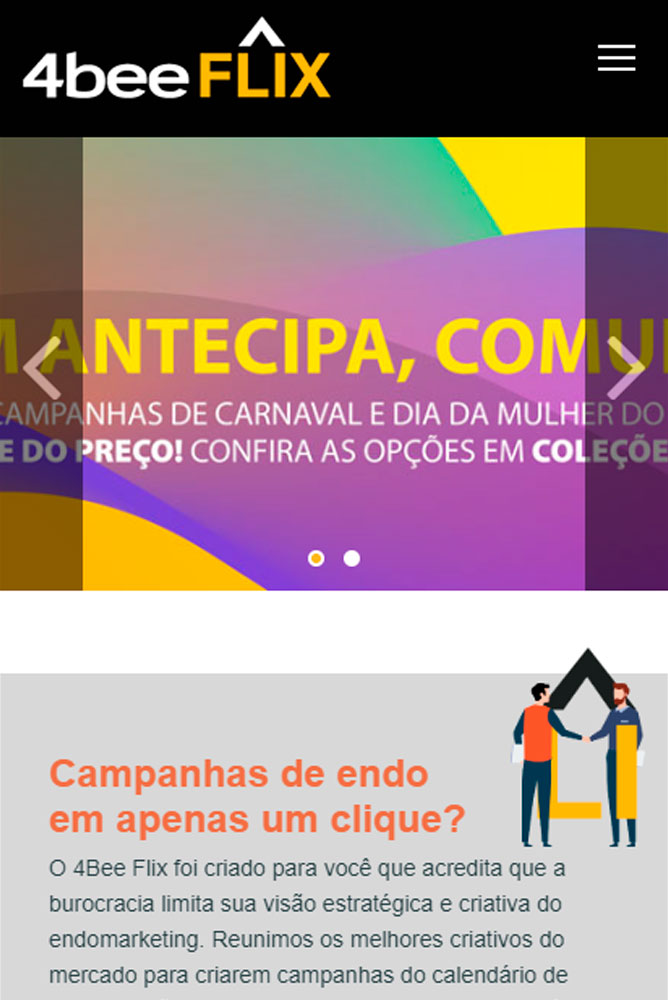 4bee FLIX
M ANTECIPA, COMU
CAMPANHAS DE CARNAVAL E DIA DA MULHER DO
E DO PREÇO! CONFIRA AS OPÇÕES EM COLEÇÕE
Campanhas de endo
em apenas um clique?
O 4Bee Flix foi criado para você que acredita que a
burocracia limita sua visão estratégica e criativa do
endomarketing. Reunimos os melhores criativos do
mercado para criarem campanhas do calendário de